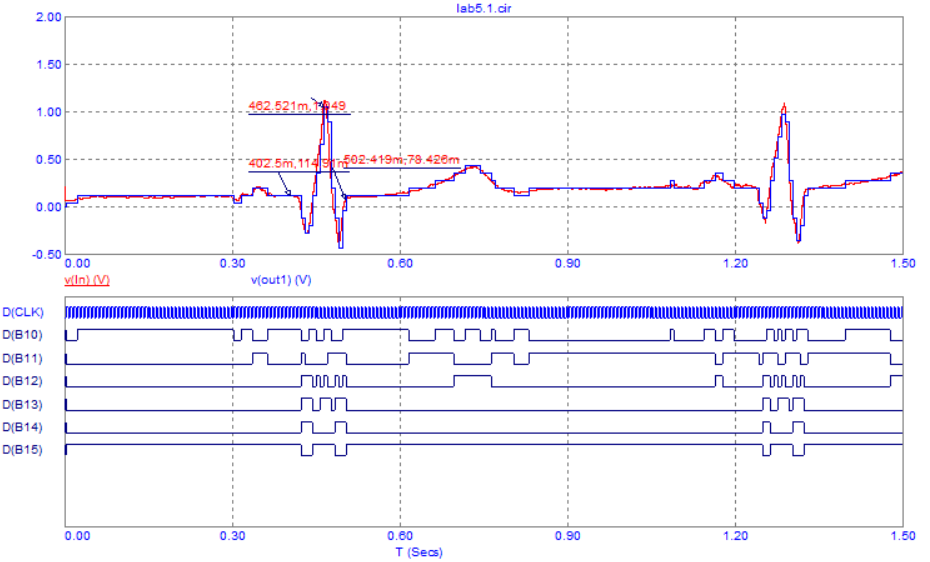 lab5.1.cir
2.00
1.50
1.00
0.50
0.00
-0.50
462.521m,1.049
402.5m,114.91m
502.419m,78.426m
0.00 0.30 0.60 0.90 1.20 1.50
v(In) (V) v(out1) (V)
D(CLK)
D(B10)
D(B11)
D(B12)
D(B13)
D(B14)
D(B15)
0.00 0.30 0.60 0.90 1.20 1.50
T (Secs)